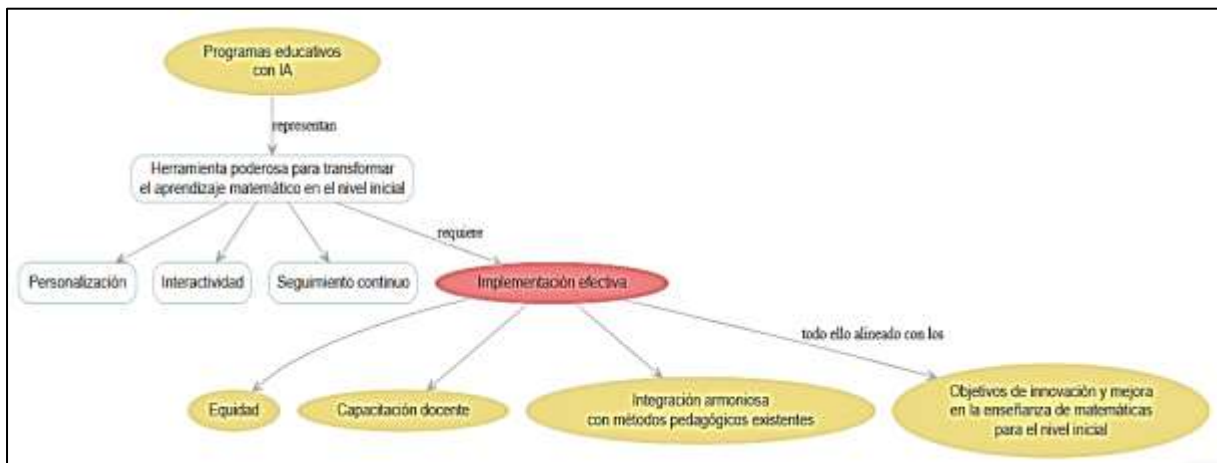 Programas educativos
con IA
representan
Herramienta poderosa para transformar
el aprendizaje matemático en el nivel inicial
requiere
Personalización
Interactividad
Seguimiento continuo
Implementación efectiva
todo ello alineado con los
Equidad
Capacitación docente
Integración armoniosa
con métodos pedagógicos existentes
Objetivos de innovación y mejora
en la enseñanza de matemáticas
para el nivel inicial